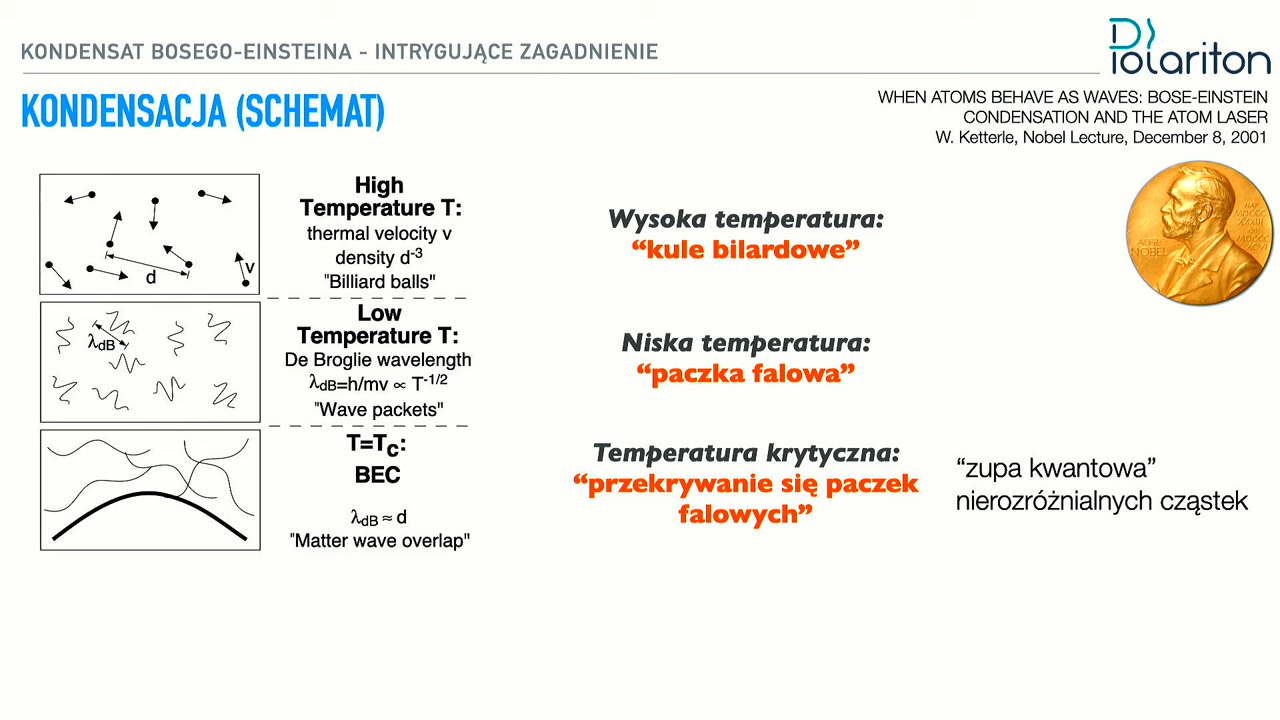 KONDENSAT BOSEGO-EINSTEINA - INTRYGUJĄCE ZAGADNIENIE
Polariton
KONDENSACJA (SCHEMAT)
WHEN ATOMS BEHAVE AS WAVES: BOSE-EINSTEIN
CONDENSATION AND THE ATOM LASER
W. Ketterle, Nobel Lecture, December 8, 2001
d
v
High
Temperature T:
thermal velocity v
density d⁻³
"Billiard balls"
Wysoka temperatura:
“kule bilardowe”
λdB
Low
Temperature T:
De Broglie wavelength
λdB=h/mv ∝ T⁻¹/²
"Wave packets"
Niska temperatura:
“paczka falowa”
T=Tc:
BEC
λdB ≈ d
"Matter wave overlap"
Temperatura krytyczna:
“przekrywanie się paczek
falowych”
“zupa kwantowa”
nierozróżnialnych cząstek